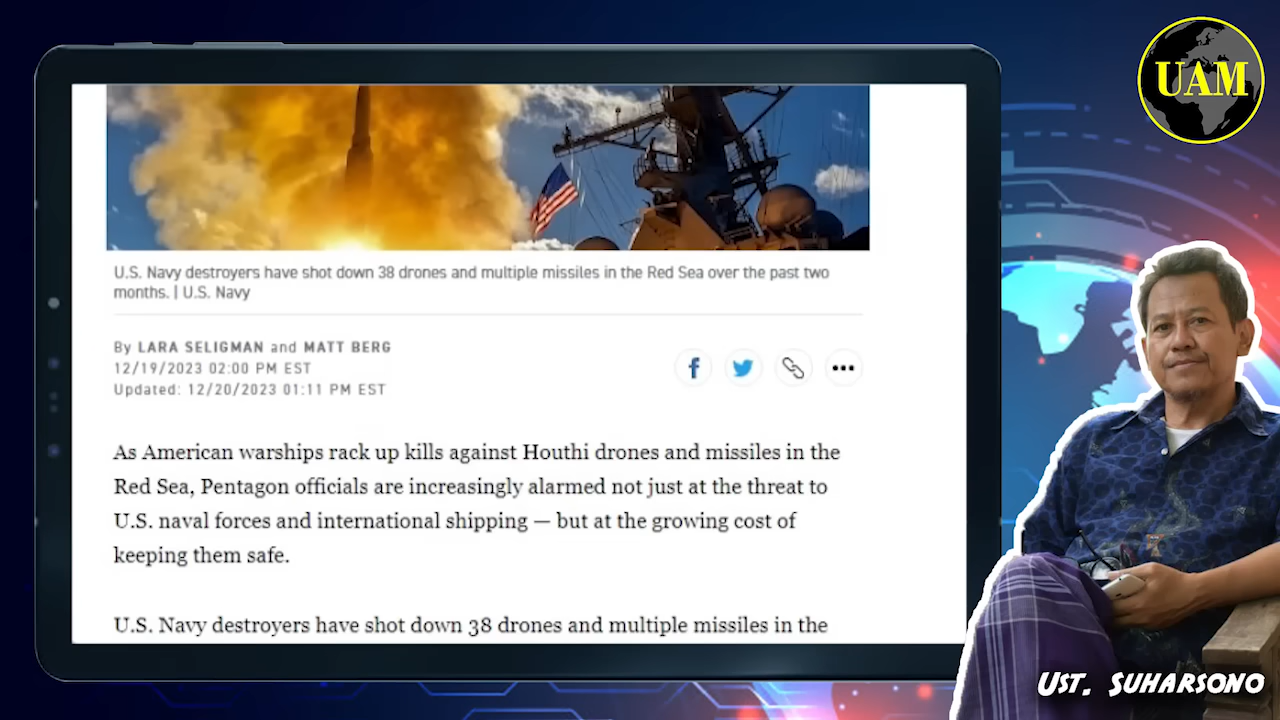 UAM
U.S. Navy destroyers have shot down 38 drones and multiple missiles in the Red Sea over the past two
months. | U.S. Navy
By LARA SELIGMAN and MATT BERG
12/19/2023 02:00 PM EST
Updated: 12/20/2023 01:11 PM EST
As American warships rack up kills against Houthi drones and missiles in the
Red Sea, Pentagon officials are increasingly alarmed not just at the threat to
U.S. naval forces and international shipping — but at the growing cost of
keeping them safe.
U.S. Navy destroyers have shot down 38 drones and multiple missiles in the
Ust. Suharsono